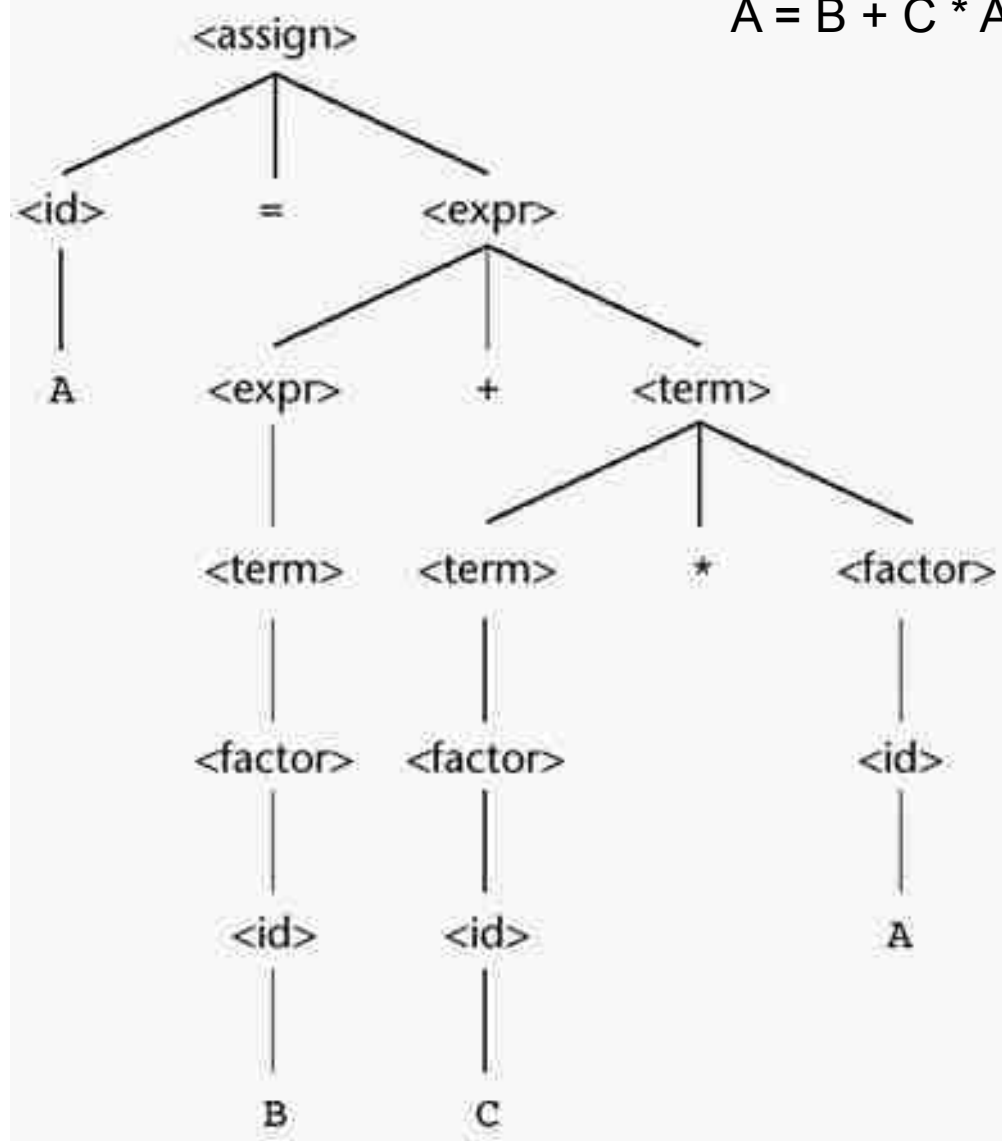 A = B + C * A
<assign>
<id> = <expr>
A <expr> + <term>
<term> <term> * <factor>
<factor> <factor> <id>
<id> <id> A
B C